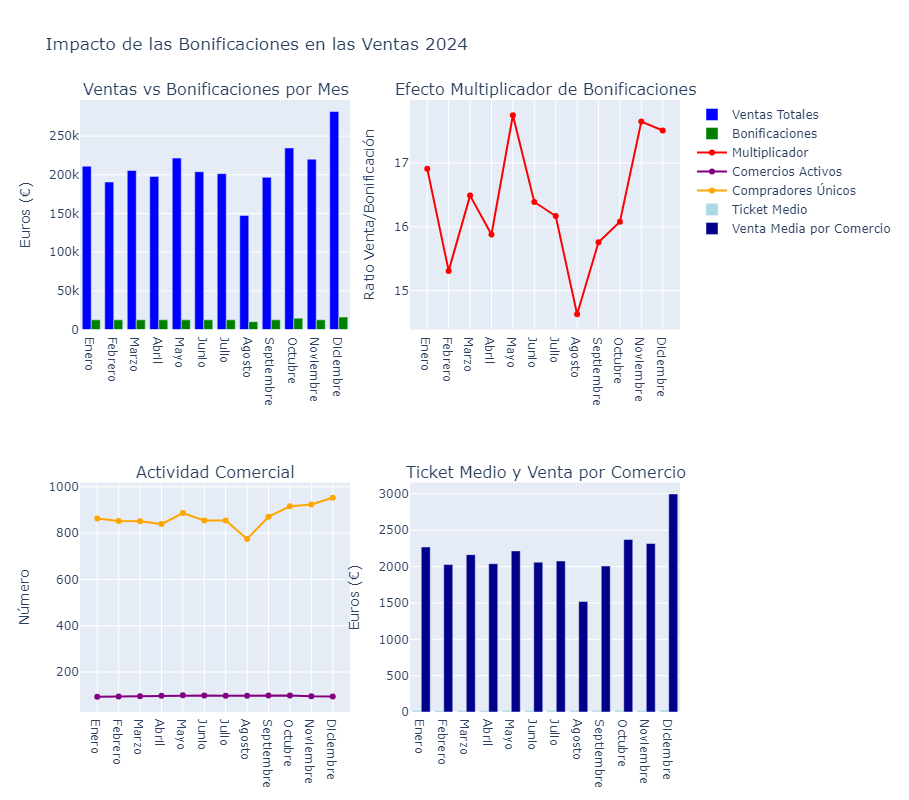 Impacto de las Bonificaciones en las Ventas 2024
Ventas vs Bonificaciones por Mes
Euros (€)
250k
200k
150k
100k
50k
0
Enero
Febrero
Marzo
Abril
Mayo
Junio
Julio
Agosto
Septiembre
Octubre
Noviembre
Diciembre
Efecto Multiplicador de Bonificaciones
Ratio Venta/Bonificación
17
16
15
Enero
Febrero
Marzo
Abril
Mayo
Junio
Julio
Agosto
Septiembre
Octubre
Noviembre
Diciembre
Ventas Totales
Bonificaciones
Multiplicador
Comercios Activos
Compradores Únicos
Ticket Medio
Venta Media por Comercio
Actividad Comercial
Número
1000
800
600
400
200
Enero
Febrero
Marzo
Abril
Mayo
Junio
Julio
Agosto
Septiembre
Octubre
Noviembre
Diciembre
Ticket Medio y Venta por Comercio
Euros (€)
3000
2500
2000
1500
1000
500
0
Enero
Febrero
Marzo
Abril
Mayo
Junio
Julio
Agosto
Septiembre
Octubre
Noviembre
Diciembre